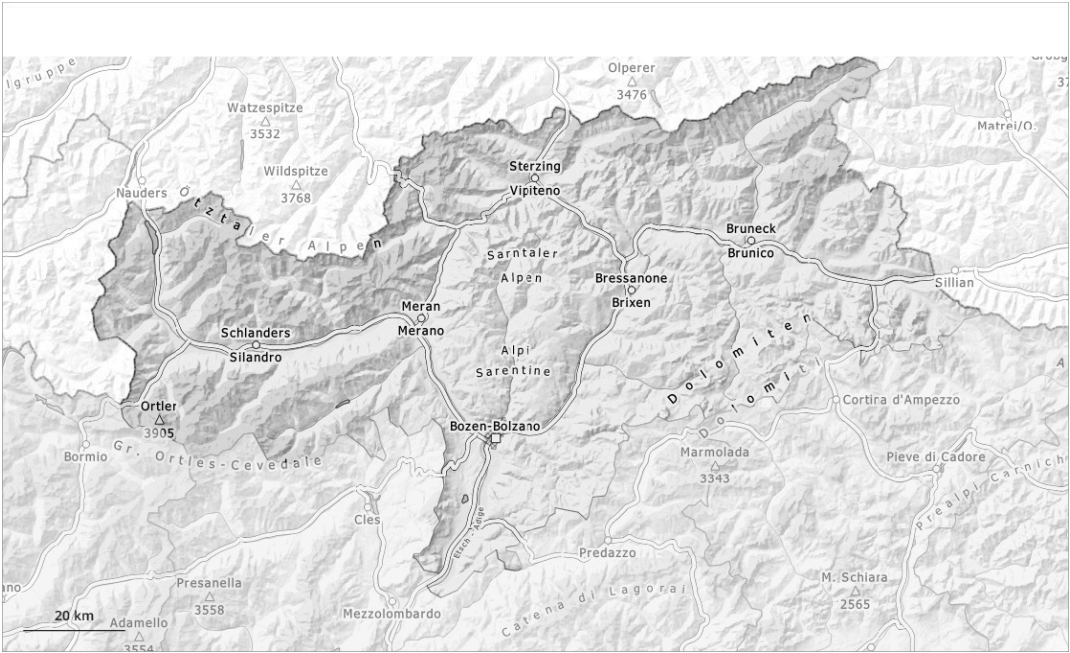 lgruppe
Olperer
3476
Watzespitze
3532
Matrei/O.
Wildspitze
3768
Sterzing
Vipiteno
Nauders
Ötztaler Alpen
Bruneck
Brunico
Sarntaler
Alpen
Bressanone
Brixen
Sillian
Meran
Merano
Schlanders
Silandro
Alpi
Sarentine
Dolomiten
Dolomiti
Ortler
3905
Cortina d'Ampezzo
Bozen-Bolzano
Gr. Ortles-Cevedale
Bormio
Marmolada
3343
Pieve di Cadore
Prealpi Carnich
Cles
Etsch - Adige
Predazzo
ano
Presanella
3558
M. Schiara
2565
Catena di Lagorai
Mezzolombardo
20 km
Adamello
3554